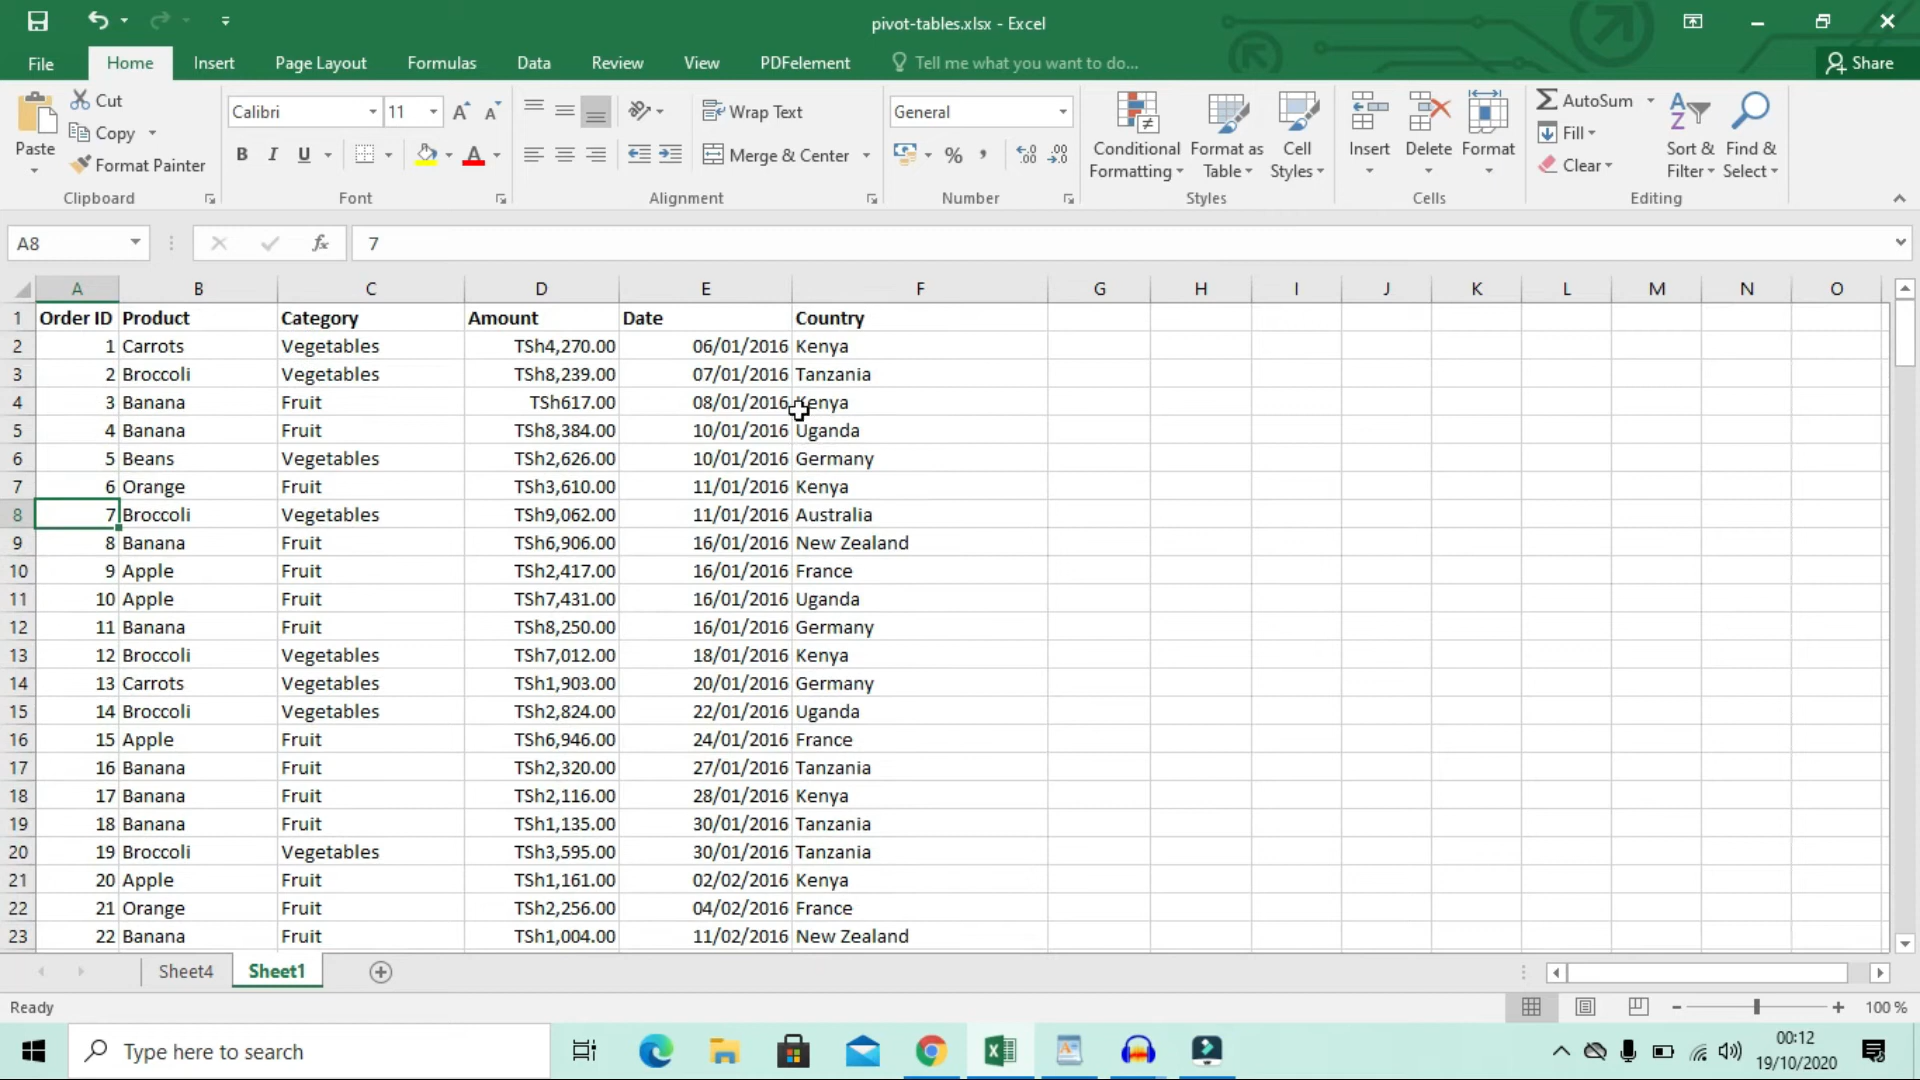 pivot-tables.xlsx - Excel
File Home Insert Page Layout Formulas Data Review View PDFelement Tell me what you want to do... Share
Cut
Copy
Format Painter
Paste
Clipboard
Calibri 11
B I U A
Font
Wrap Text
Merge & Center
Alignment
General
%
Number
Conditional Formatting
Format as Table
Cell Styles
Styles
Insert
Delete
Format
Cells
AutoSum
Fill
Clear
Sort & Filter
Find & Select
Editing
A8 fx 7
A B C D E F G H I J K L M N O
1 Order ID Product Category Amount Date Country
2 1 Carrots Vegetables TSh4,270.00 06/01/2016 Kenya
3 2 Broccoli Vegetables TSh8,239.00 07/01/2016 Tanzania
4 3 Banana Fruit TSh617.00 08/01/2016 Kenya
5 4 Banana Fruit TSh8,384.00 10/01/2016 Uganda
6 5 Beans Vegetables TSh2,626.00 10/01/2016 Germany
7 6 Orange Fruit TSh3,610.00 11/01/2016 Kenya
8 7 Broccoli Vegetables TSh9,062.00 11/01/2016 Australia
9 8 Banana Fruit TSh6,906.00 16/01/2016 New Zealand
10 9 Apple Fruit TSh2,417.00 16/01/2016 France
11 10 Apple Fruit TSh7,431.00 16/01/2016 Uganda
12 11 Banana Fruit TSh8,250.00 16/01/2016 Germany
13 12 Broccoli Vegetables TSh7,012.00 18/01/2016 Kenya
14 13 Carrots Vegetables TSh1,903.00 20/01/2016 Germany
15 14 Broccoli Vegetables TSh2,824.00 22/01/2016 Uganda
16 15 Apple Fruit TSh6,946.00 24/01/2016 France
17 16 Banana Fruit TSh2,320.00 27/01/2016 Tanzania
18 17 Banana Fruit TSh2,116.00 28/01/2016 Kenya
19 18 Banana Fruit TSh1,135.00 30/01/2016 Tanzania
20 19 Broccoli Vegetables TSh3,595.00 30/01/2016 Tanzania
21 20 Apple Fruit TSh1,161.00 02/02/2016 Kenya
22 21 Orange Fruit TSh2,256.00 04/02/2016 France
23 22 Banana Fruit TSh1,004.00 11/02/2016 New Zealand
Sheet4 Sheet1
Ready 100 %
Type here to search
00:12
19/10/2020